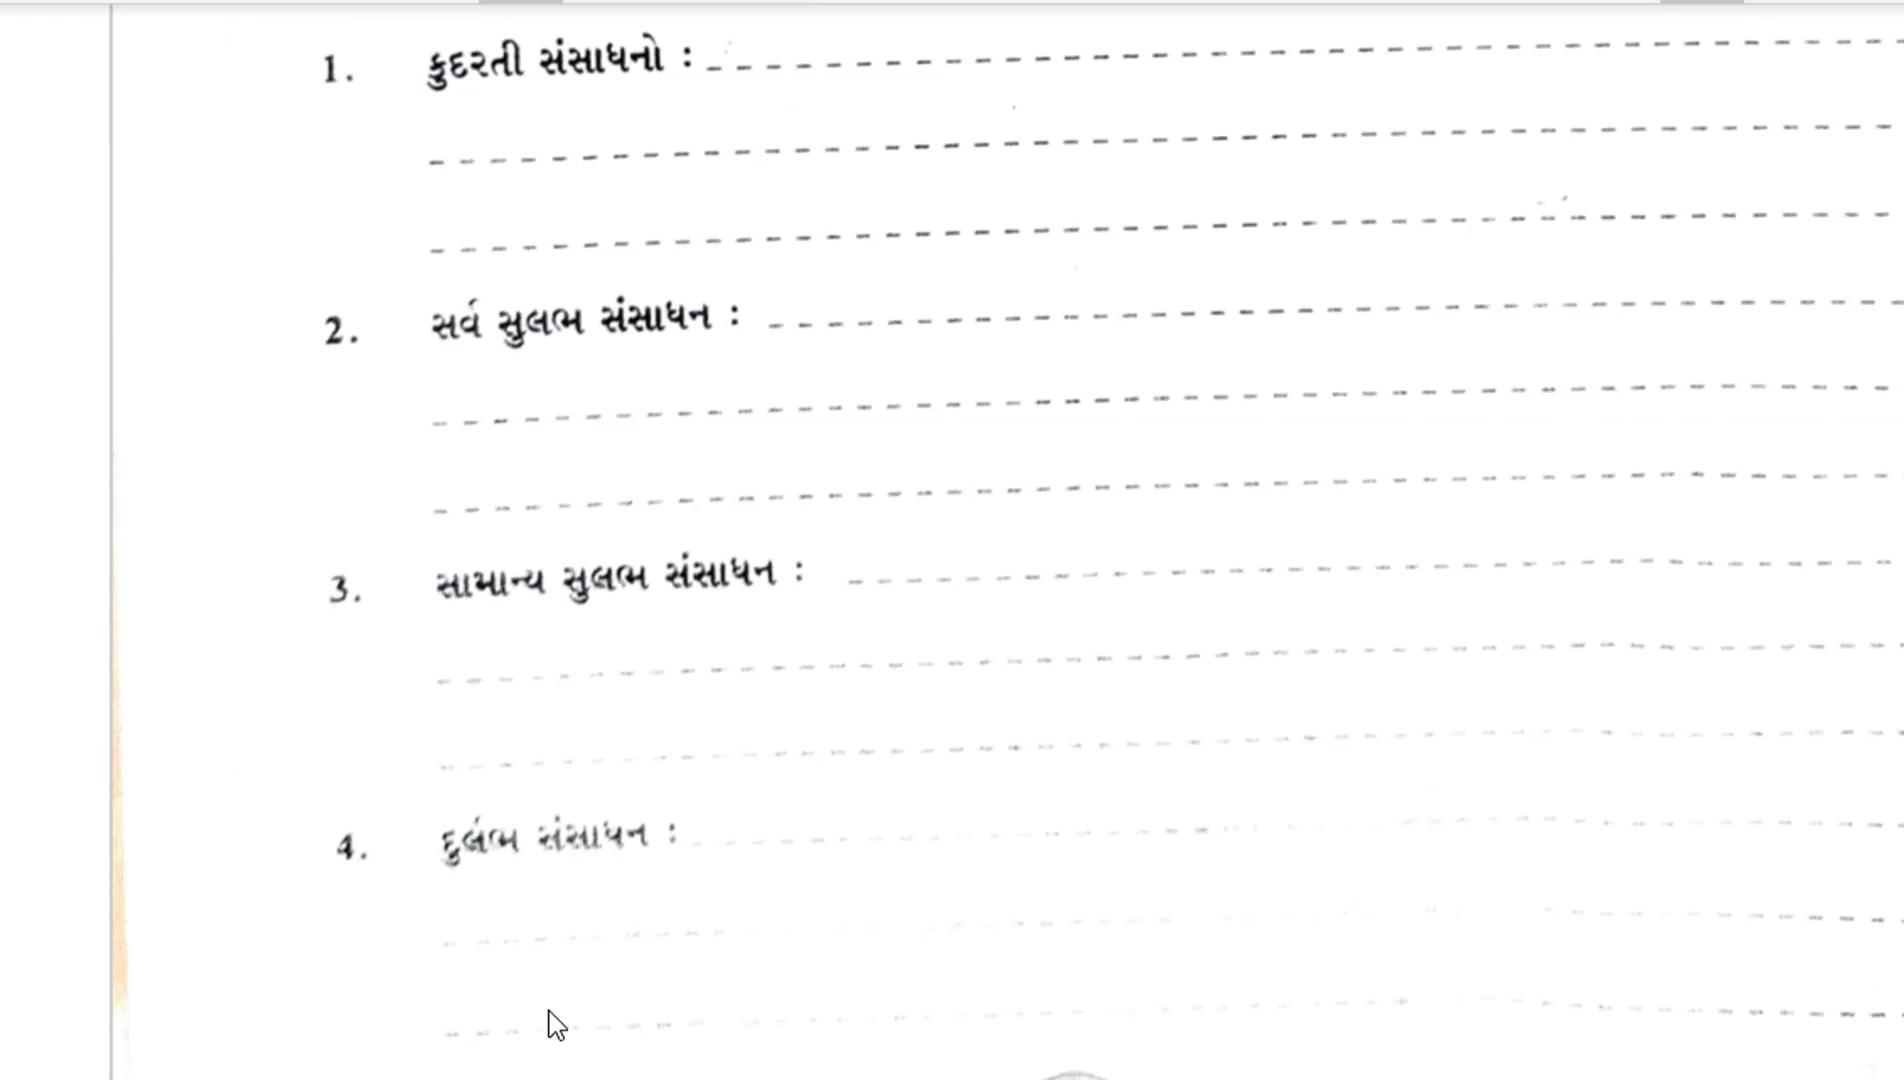 1. કુદરતી સંસાધનો :
2. સર્વ સુલભ સંસાધન :
3. સામાન્ય સુલભ સંસાધન :
4. દુર્લભ સંસાધન :